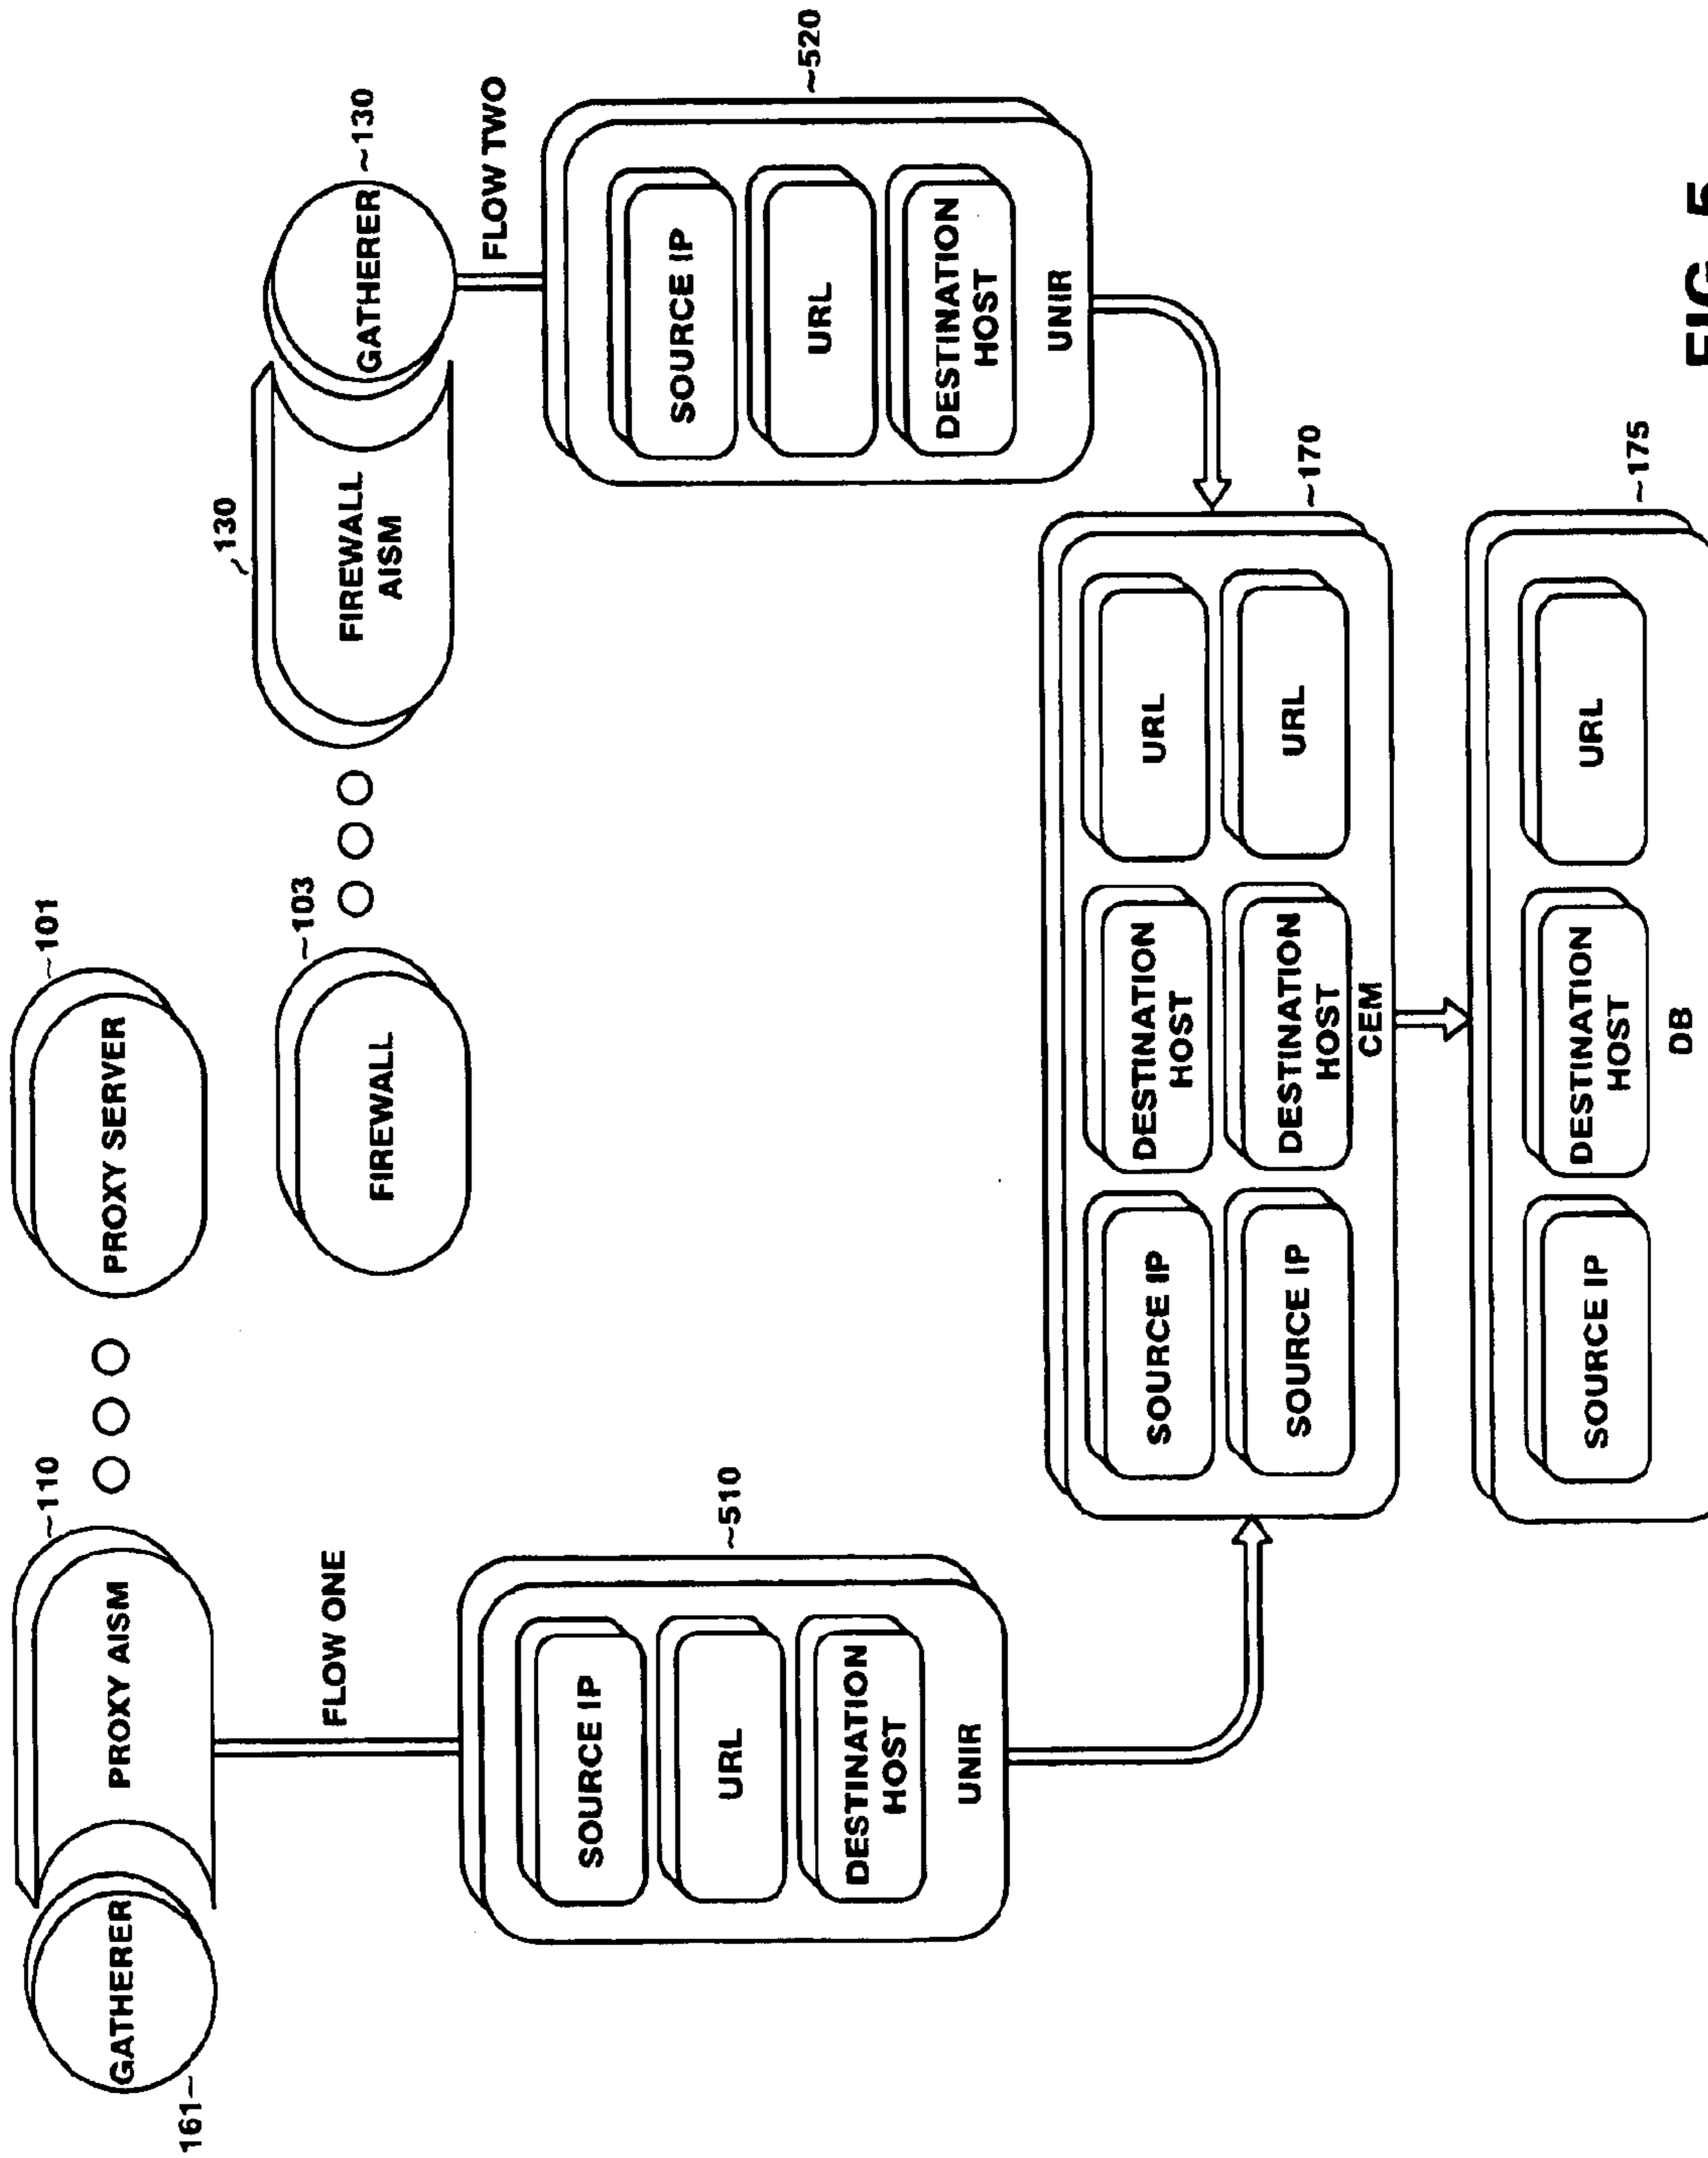 ~110
~101
PROXY AISM
PROXY SERVER
GATHERER
161~
~130
~103
FIREWALL
AISM
FIREWALL
GATHERER
~130
FLOW ONE
FLOW TWO
~510
SOURCE IP
URL
DESTINATION
HOST
UNIR
~520
SOURCE IP
URL
DESTINATION
HOST
UNIR
~170
SOURCE IP
DESTINATION
HOST
URL
SOURCE IP
DESTINATION
HOST
URL
CEM
~175
SOURCE IP
DESTINATION
HOST
URL
DB
FIG. 5